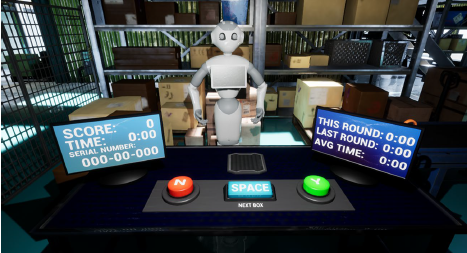 SCORE: 0
TIME: 0:00
SERIAL NUMBER:
000-00-000
THIS ROUND: 0:00
LAST ROUND: 0:00
AVG TIME: 0:00
N
SPACE
Y
NEXT BOX